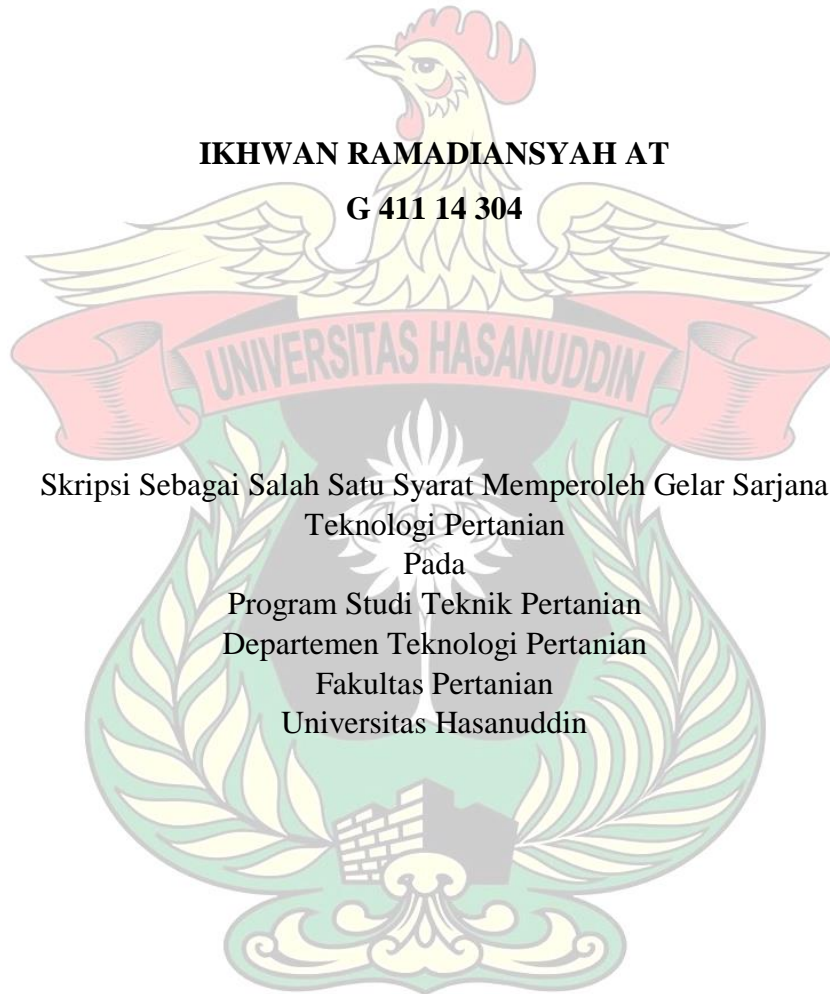 IKHWAN RAMADIANSYAH AT
G 411 14 304
UNIVERSITAS HASANUDDIN
Skripsi Sebagai Salah Satu Syarat Memperoleh Gelar Sarjana
Teknologi Pertanian
Pada
Program Studi Teknik Pertanian
Departemen Teknologi Pertanian
Fakultas Pertanian
Universitas Hasanuddin